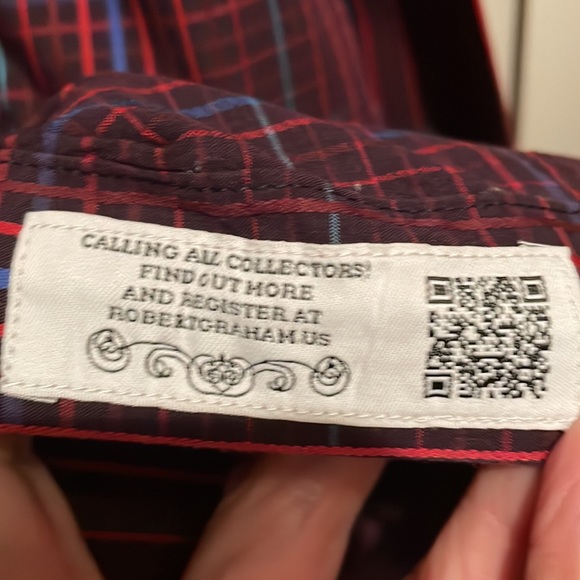 CALLING ALL COLLECTORS!
FIND OUT MORE
AND REGISTER AT
ROBERTGRAHAM.US